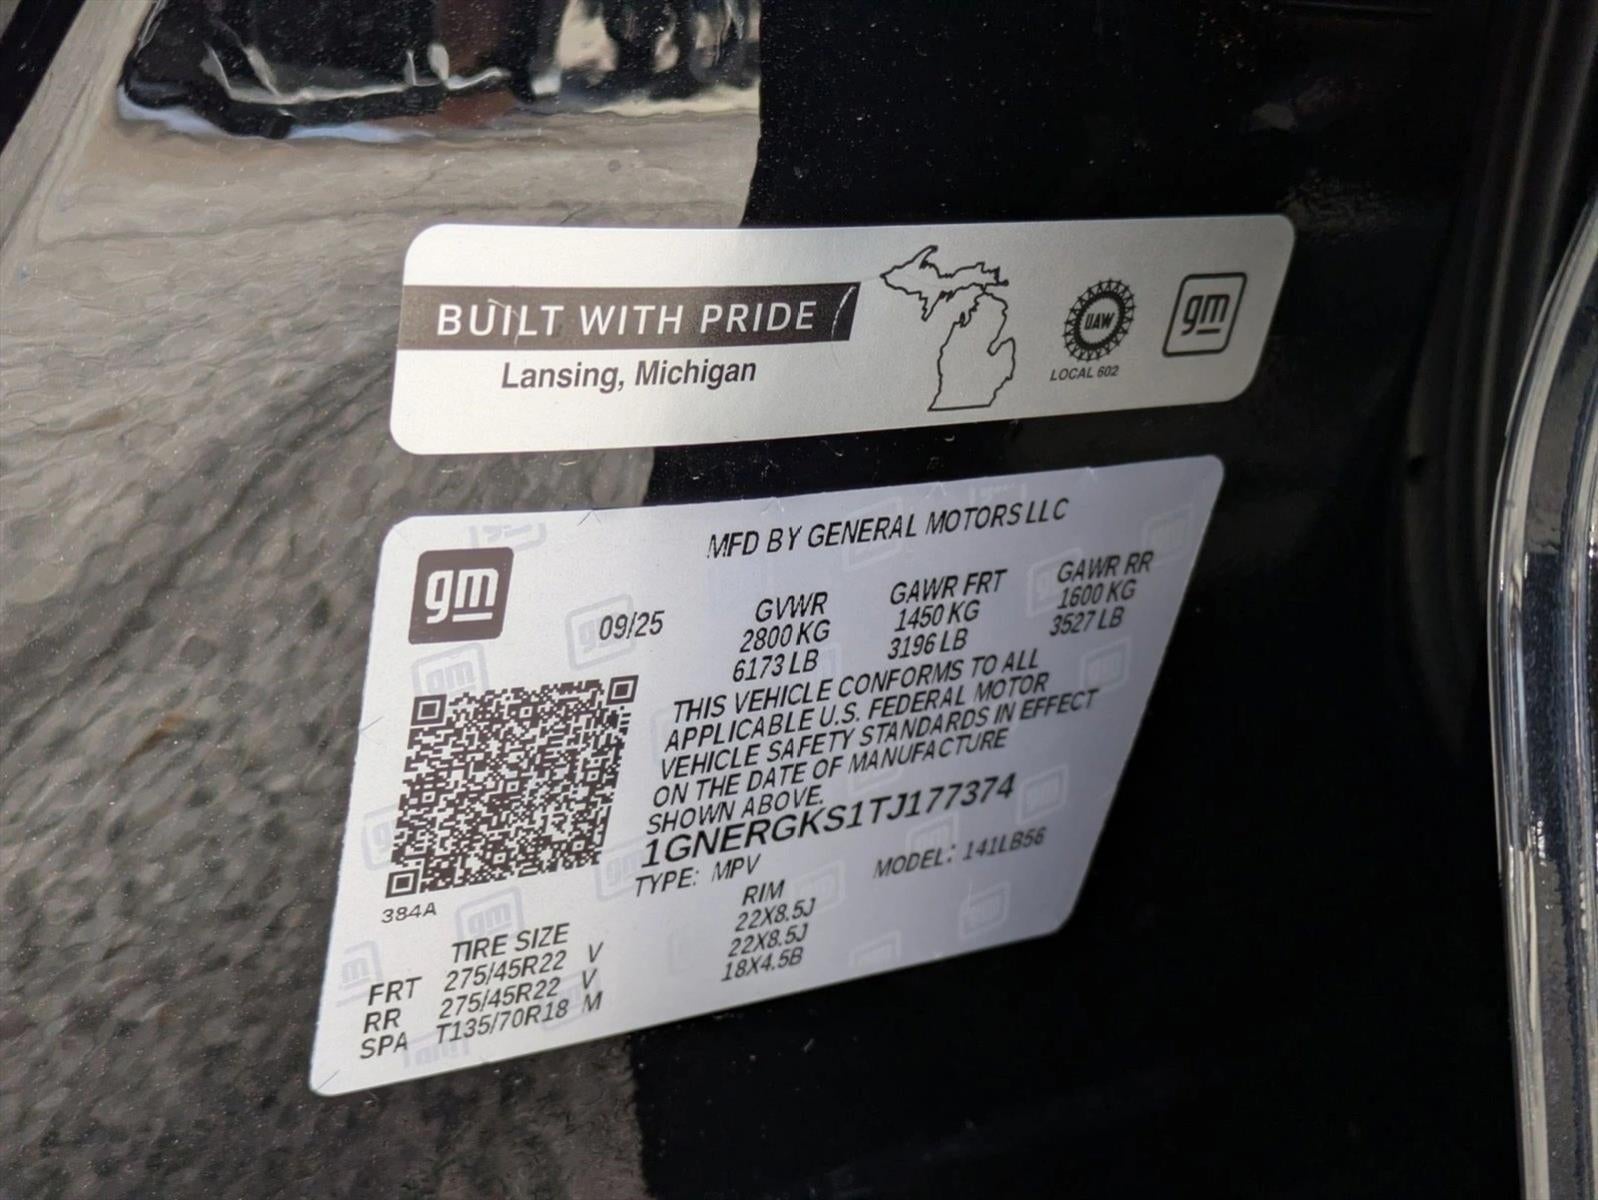 BUILT WITH PRIDE
Lansing, Michigan
UAW
LOCAL 602
gm
MFD BY GENERAL MOTORS LLC
gm
09/25
GVWR GAWR FRT GAWR RR
2800 KG 1450 KG 1600 KG
6173 LB 3196 LB 3527 LB
THIS VEHICLE CONFORMS TO ALL
APPLICABLE U.S. FEDERAL MOTOR
VEHICLE SAFETY STANDARDS IN EFFECT
ON THE DATE OF MANUFACTURE
SHOWN ABOVE.
1GNERGKS1TJ177374
TYPE: MPV MODEL: 141LB56
384A
TIRE SIZE RIM
FRT 275/45R22 V 22X8.5J
RR 275/45R22 V 22X8.5J
SPA T135/70R18 M 18X4.5B